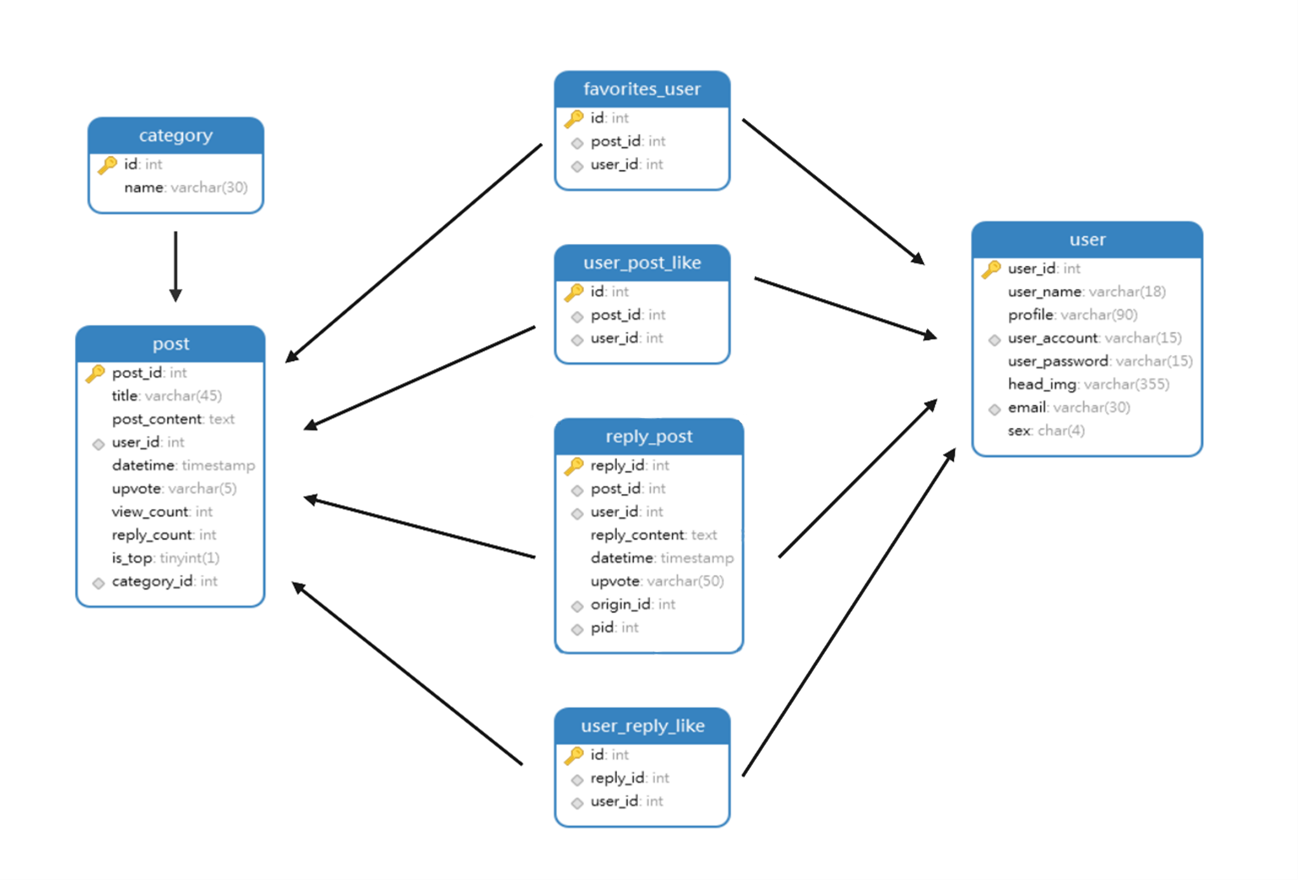 category
id: int
name: varchar(30)
post
post_id: int
title: varchar(45)
post_content: text
user_id: int
datetime: timestamp
upvote: varchar(5)
view_count: int
reply_count: int
is_top: tinyint(1)
category_id: int
favorites_user
id: int
post_id: int
user_id: int
user_post_like
id: int
post_id: int
user_id: int
reply_post
reply_id: int
post_id: int
user_id: int
reply_content: text
datetime: timestamp
upvote: varchar(50)
origin_id: int
pid: int
user_reply_like
id: int
reply_id: int
user_id: int
user
user_id: int
user_name: varchar(18)
profile: varchar(90)
user_account: varchar(15)
user_password: varchar(15)
head_img: varchar(355)
email: varchar(30)
sex: char(4)